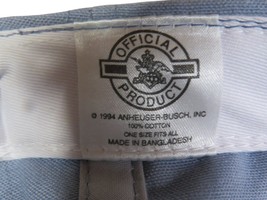 OFFICIAL
PRODUCT
© 1994 ANHEUSER-BUSCH, INC
100% COTTON
ONE SIZE FITS ALL
MADE IN BANGLADESH